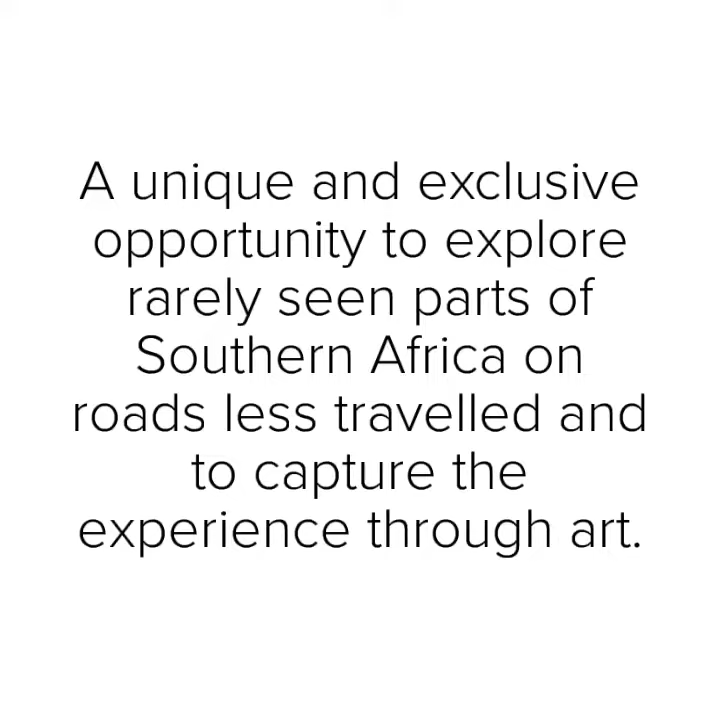 A unique and exclusive
opportunity to explore
rarely seen parts of
Southern Africa on
roads less travelled and
to capture the
experience through art.